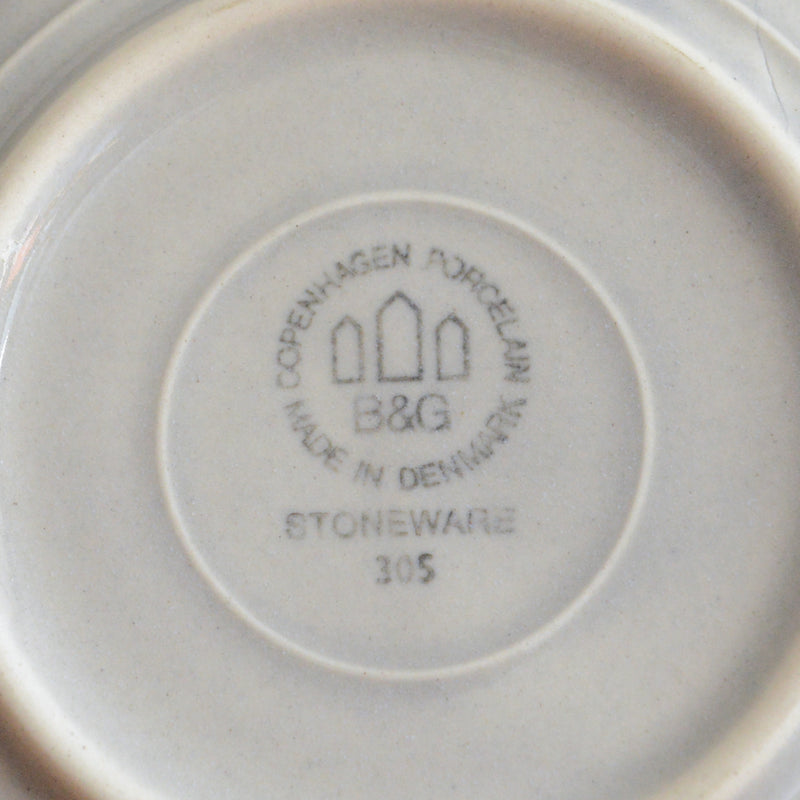 COPENHAGEN PORCELAIN
B&G
MADE IN DENMARK
STONEWARE
305